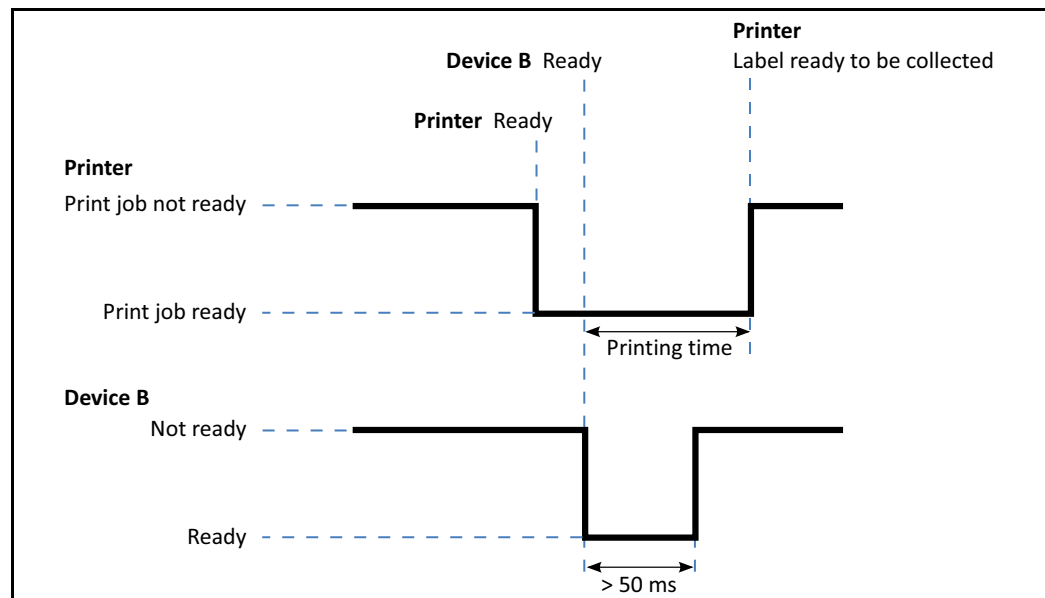 Printer
Label ready to be collected
Device B Ready
Printer Ready
Printer
Print job not ready
Print job ready
Printing time
Device B
Not ready
Ready
> 50 ms